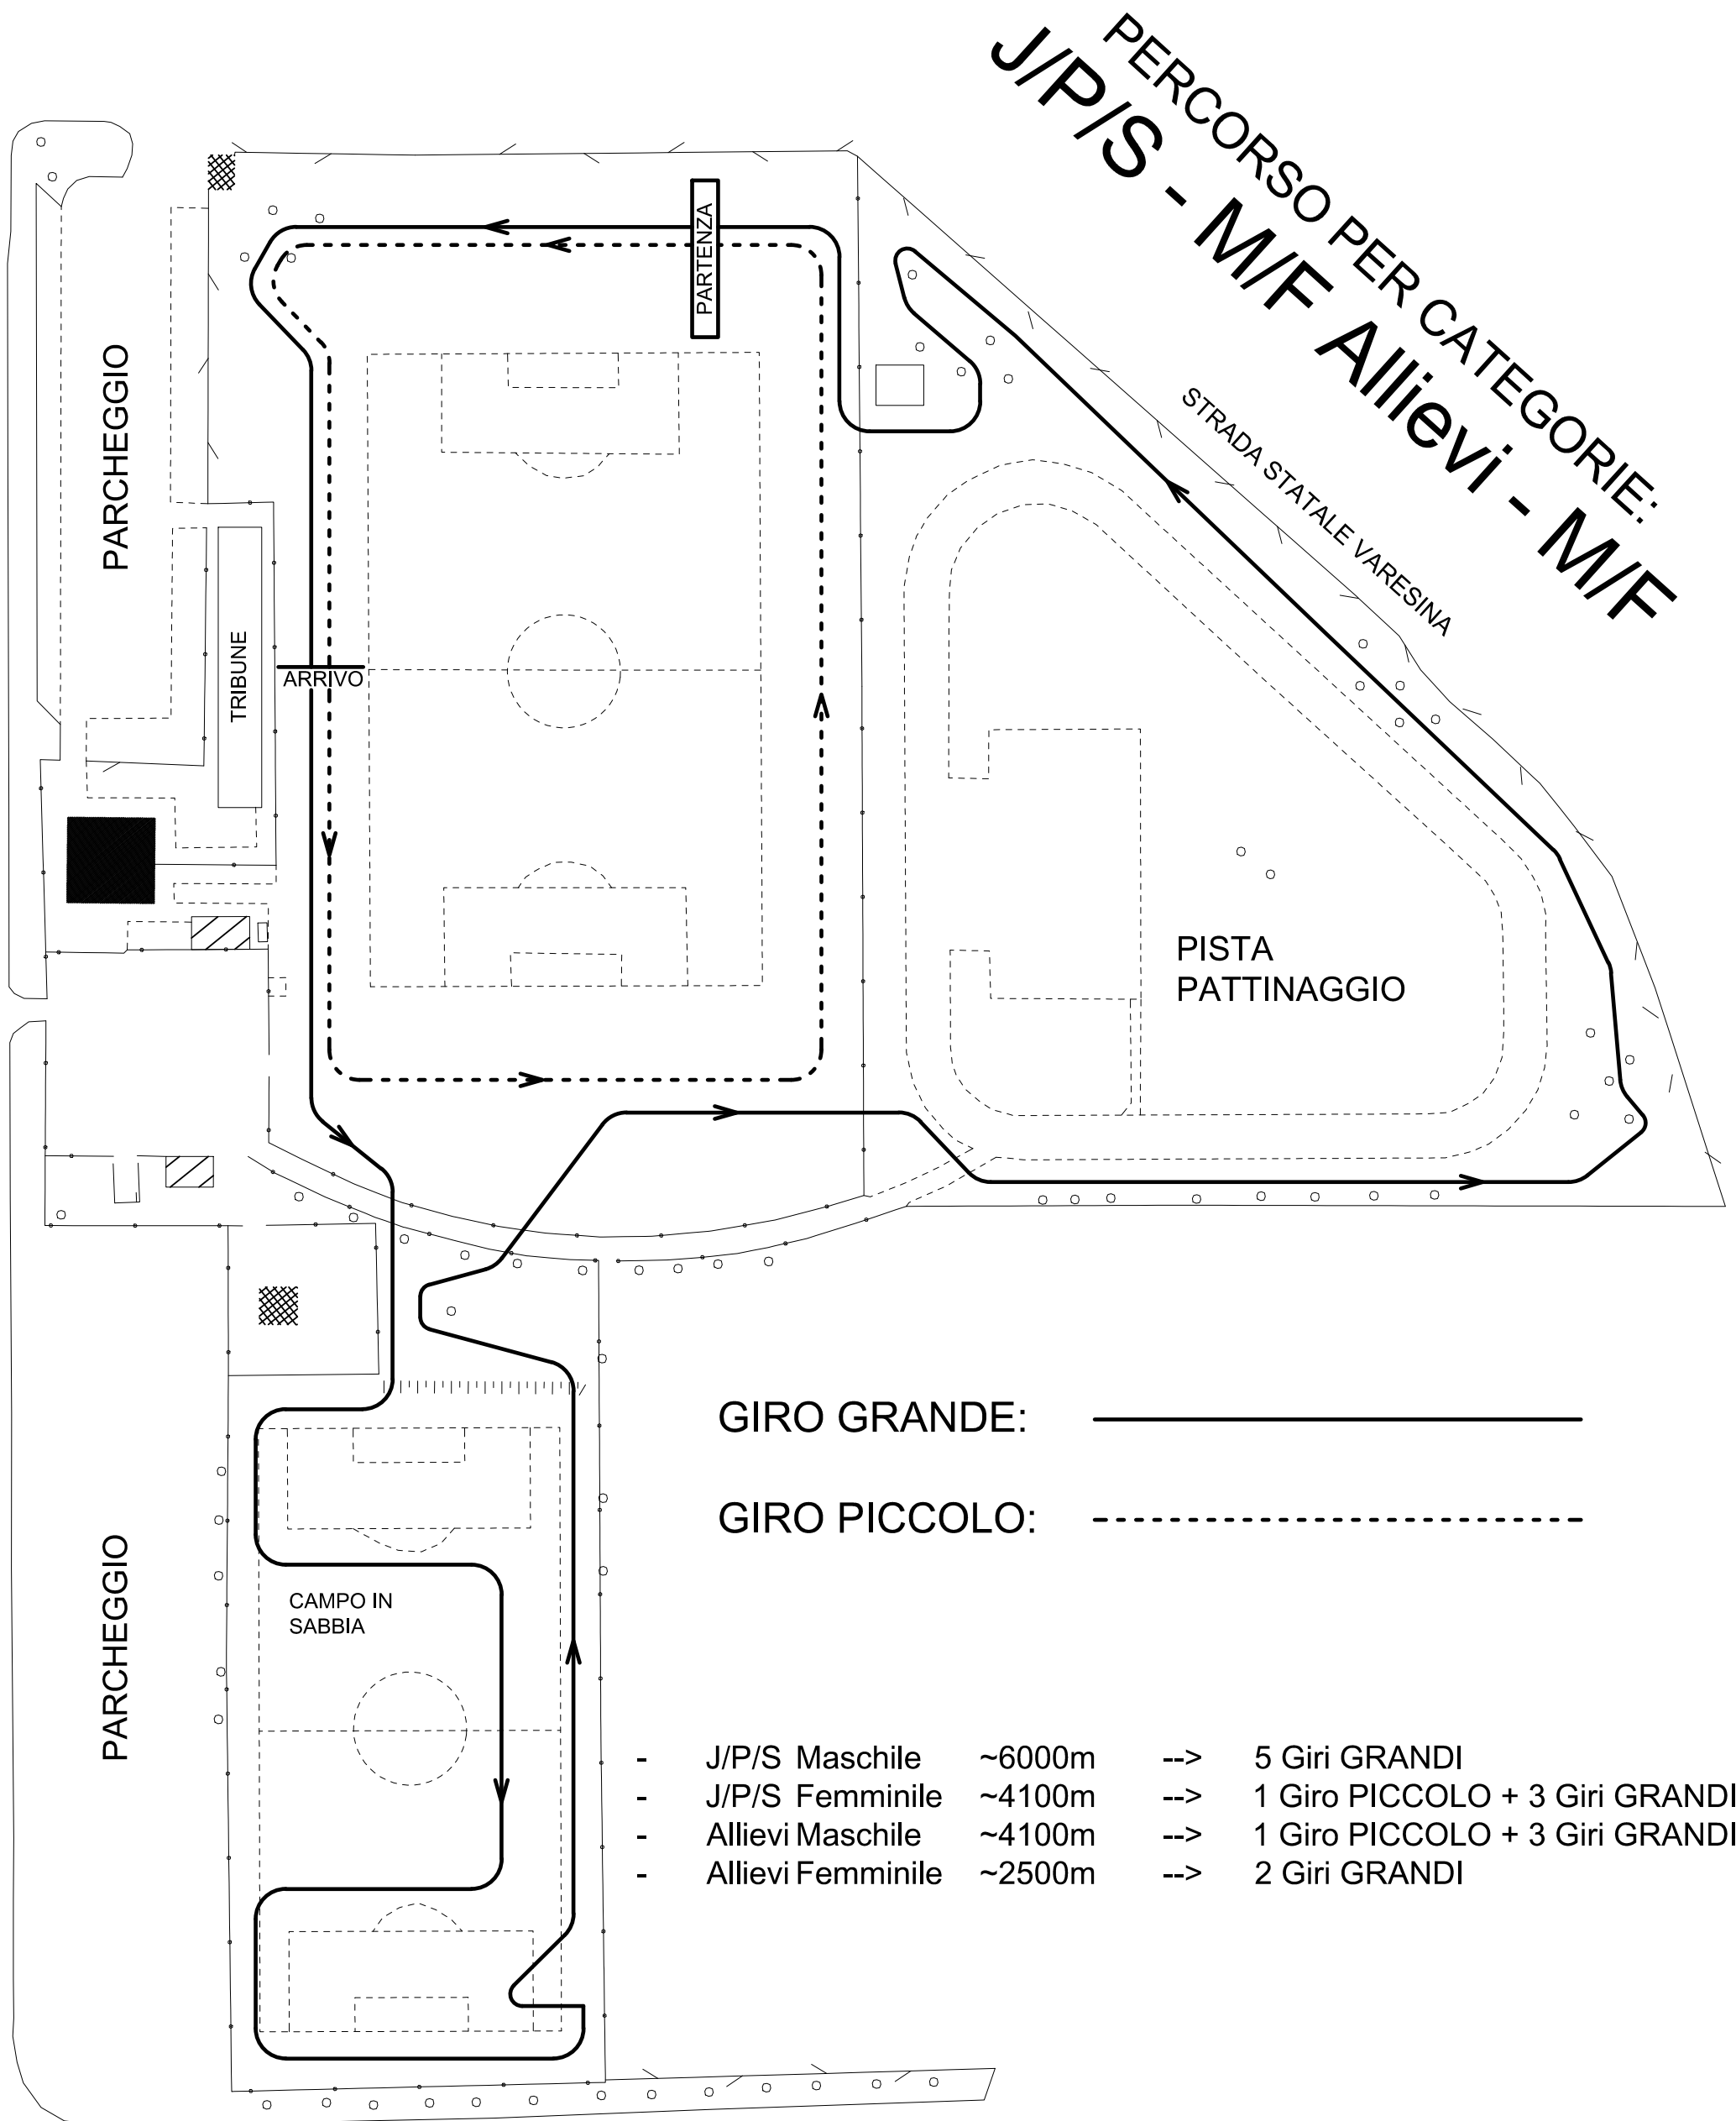 PERCORSO PER CATEGORIE:
J/P/S - M/F Allievi - M/F
STRADA STATALE VARESINA
PARTENZA
PARCHEGGIO
TRIBUNE
ARRIVO
PISTA
PATTINAGGIO
GIRO GRANDE:
GIRO PICCOLO:
PARCHEGGIO
CAMPO IN
SABBIA
- J/P/S Maschile ~6000m --> 5 Giri GRANDI
- J/P/S Femminile ~4100m --> 1 Giro PICCOLO + 3 Giri GRANDI
- Allievi Maschile ~4100m --> 1 Giro PICCOLO + 3 Giri GRANDI
- Allievi Femminile ~2500m --> 2 Giri GRANDI